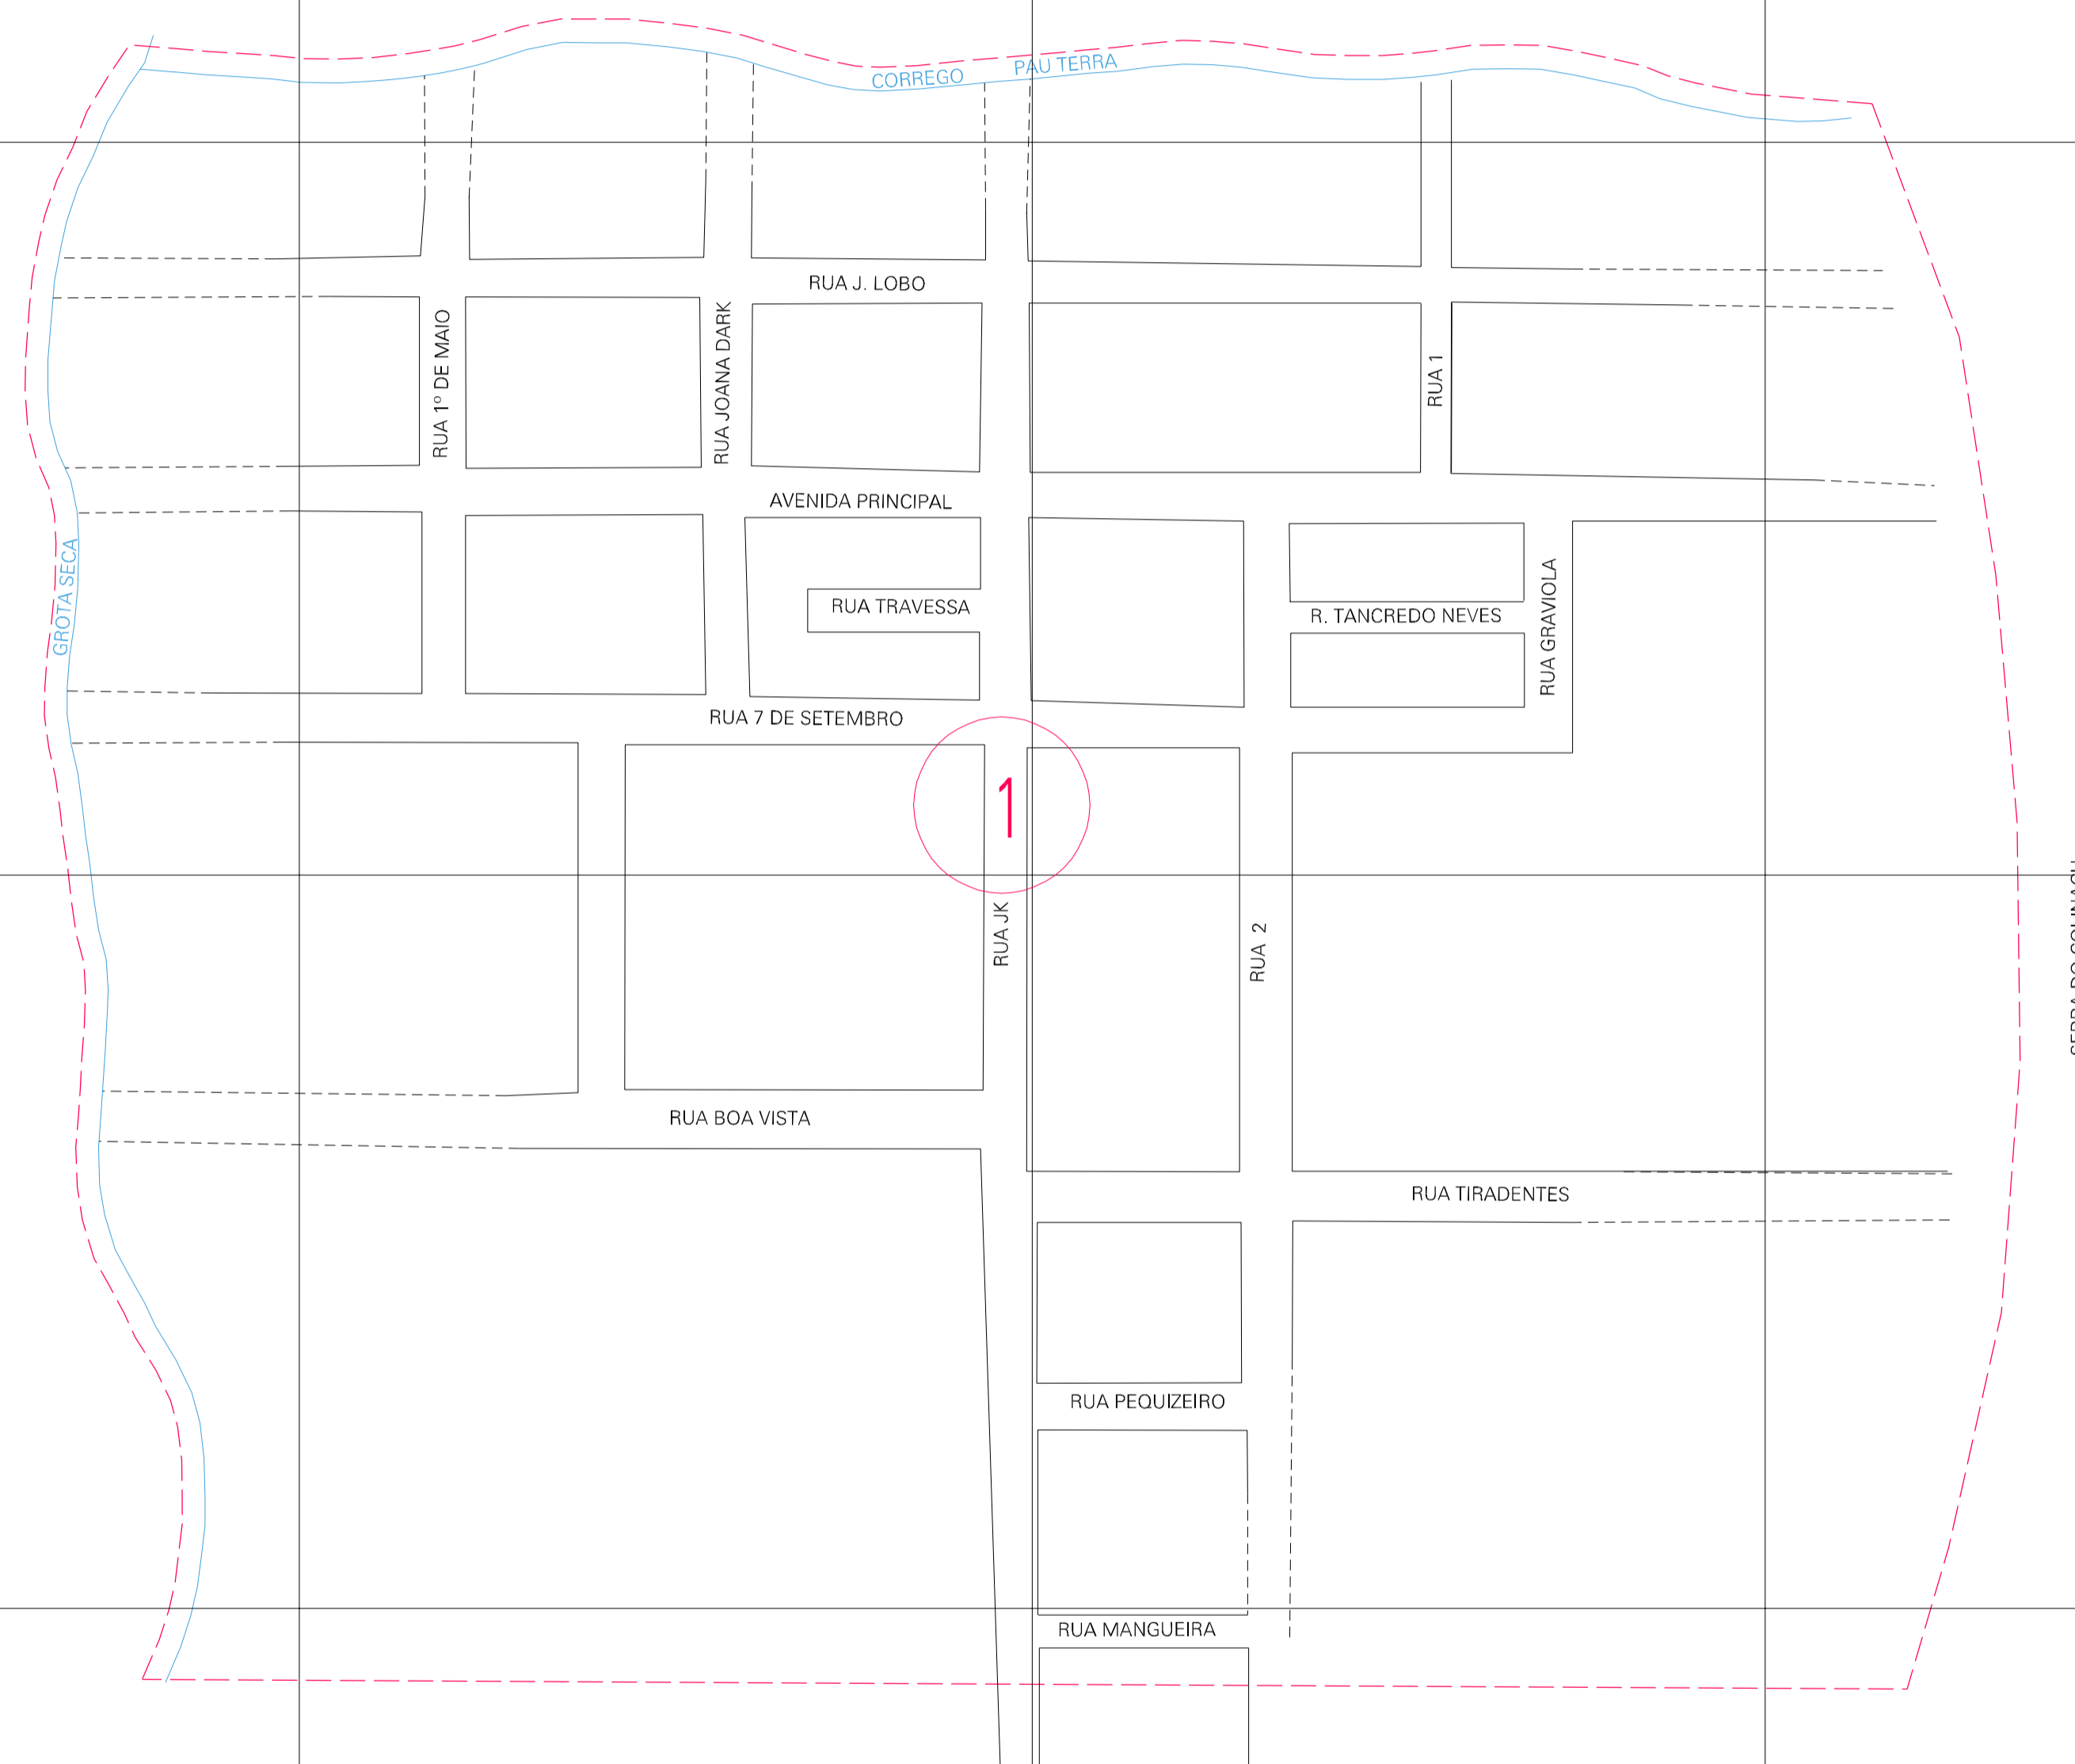 CORREGO PAU TERRA
RUA J. LOBO
RUA 1º DE MAIO
RUA JOANA DARK
RUA 1
AVENIDA PRINCIPAL
GROTA SECA
RUA TRAVESSA
R. TANCREDO NEVES
RUA GRAVIOLA
RUA 7 DE SETEMBRO
1
RUA JK
RUA 2
RUA BOA VISTA
RUA TIRADENTES
RUA PEQUIZEIRO
RUA MANGUEIRA